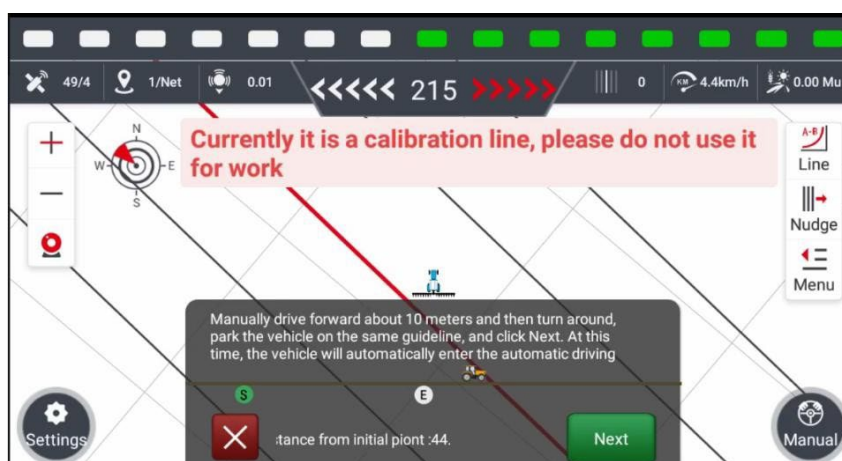 49/4
1/Net
0.01
<<<<< 215 >>>>>
0
KM
4.4km/h
0.00 Mu
Currently it is a calibration line, please do not use it
for work
N
W
E
S
A-B
Line
Nudge
Menu
Manually drive forward about 10 meters and then turn around,
park the vehicle on the same guideline, and click Next. At this
time, the vehicle will automatically enter the automatic driving
S
E
tance from initial piont :44.
Next
Settings
Manual